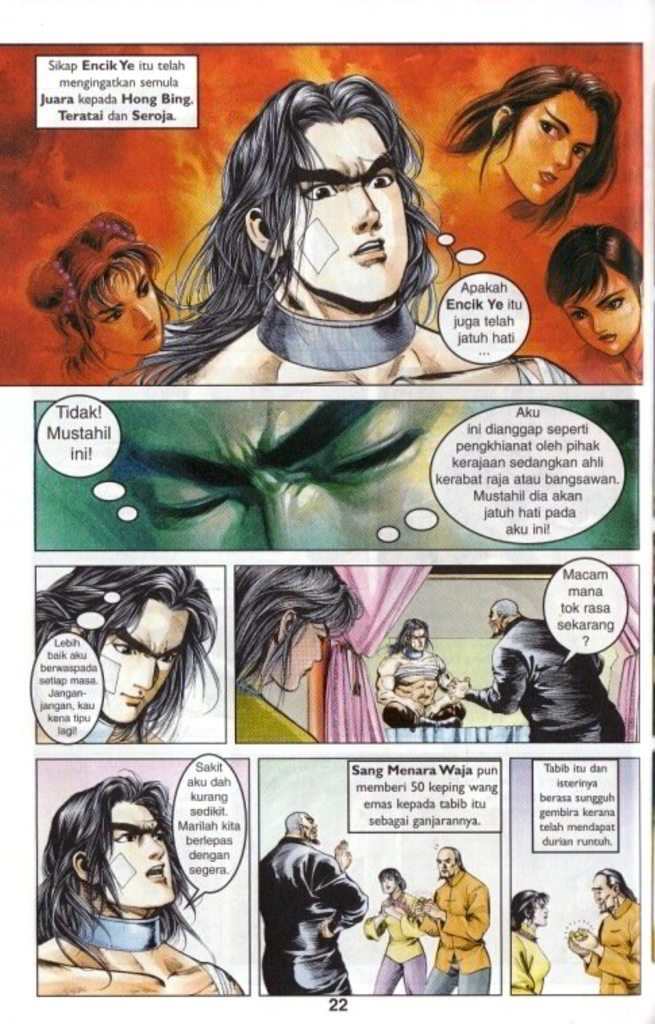 Sikap Encik Ye itu telah
mengingatkan semula
Juara kepada Hong Bing,
Teratai dan Seroja.
Apakah
Encik Ye itu
juga telah
jatuh hati
...
Tidak!
Mustahil
ini!
Aku
ini dianggap seperti
pengkhianat oleh pihak
kerajaan sedangkan ahli
kerabat raja atau bangsawan.
Mustahil dia akan
jatuh hati pada
aku ini!
Lebih
baik aku
berwaspada
setiap masa.
Jangan-
jangan, kau
kena tipu
lagi!
Macam
mana
tok rasa
sekarang
?
Sakit
aku dah
kurang
sedikit.
Marilah kita
berlepas
dengan
segera.
Sang Menara Waja pun
memberi 50 keping wang
emas kepada tabib itu
sebagai ganjarannya.
Tabib itu dan
isterinya
berasa sungguh
gembira kerana
telah mendapat
durian runtuh.
22